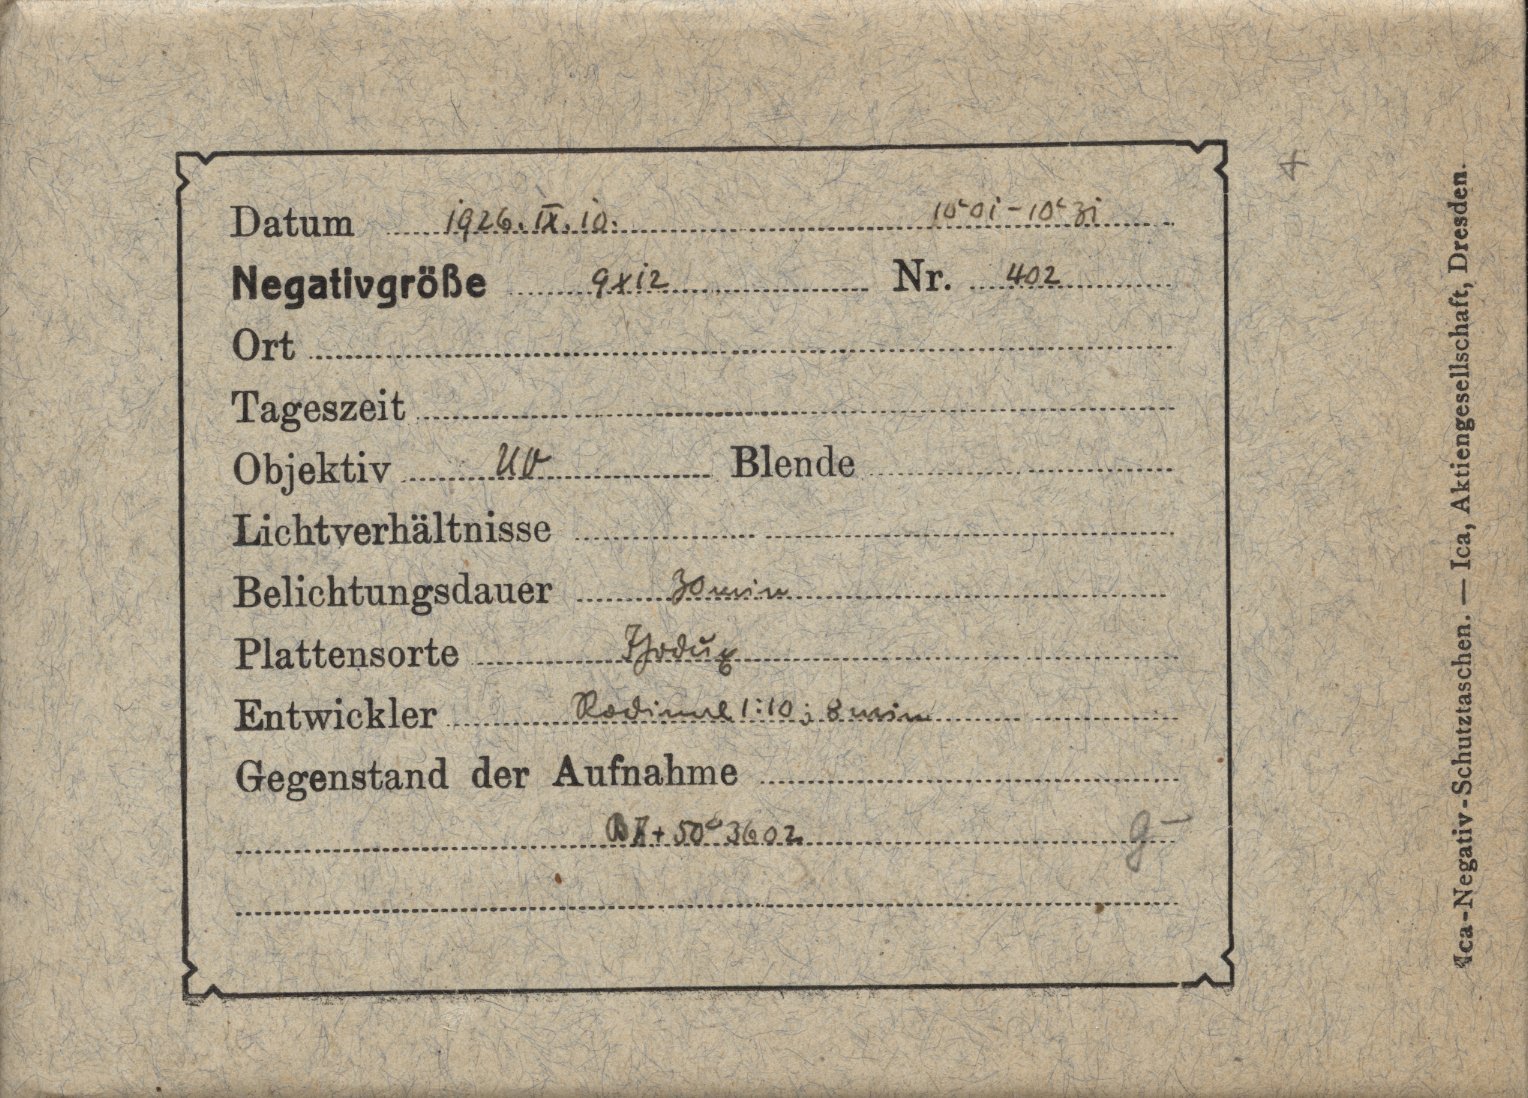 Datum 1926. IX. 10. 10ʰ01 - 10ʰ31
Negativgröße 9x12 Nr. 402
Ort
Tageszeit
Objektiv UV Blende
Lichtverhältnisse
Belichtungsdauer 30 min
Plattensorte
Entwickler Rodinal 1:10; 8 min
Gegenstand der Aufnahme
BD + 50° 3602
g-
Ica-Negativ-Schutztaschen. — Ica, Aktiengesellschaft, Dresden.